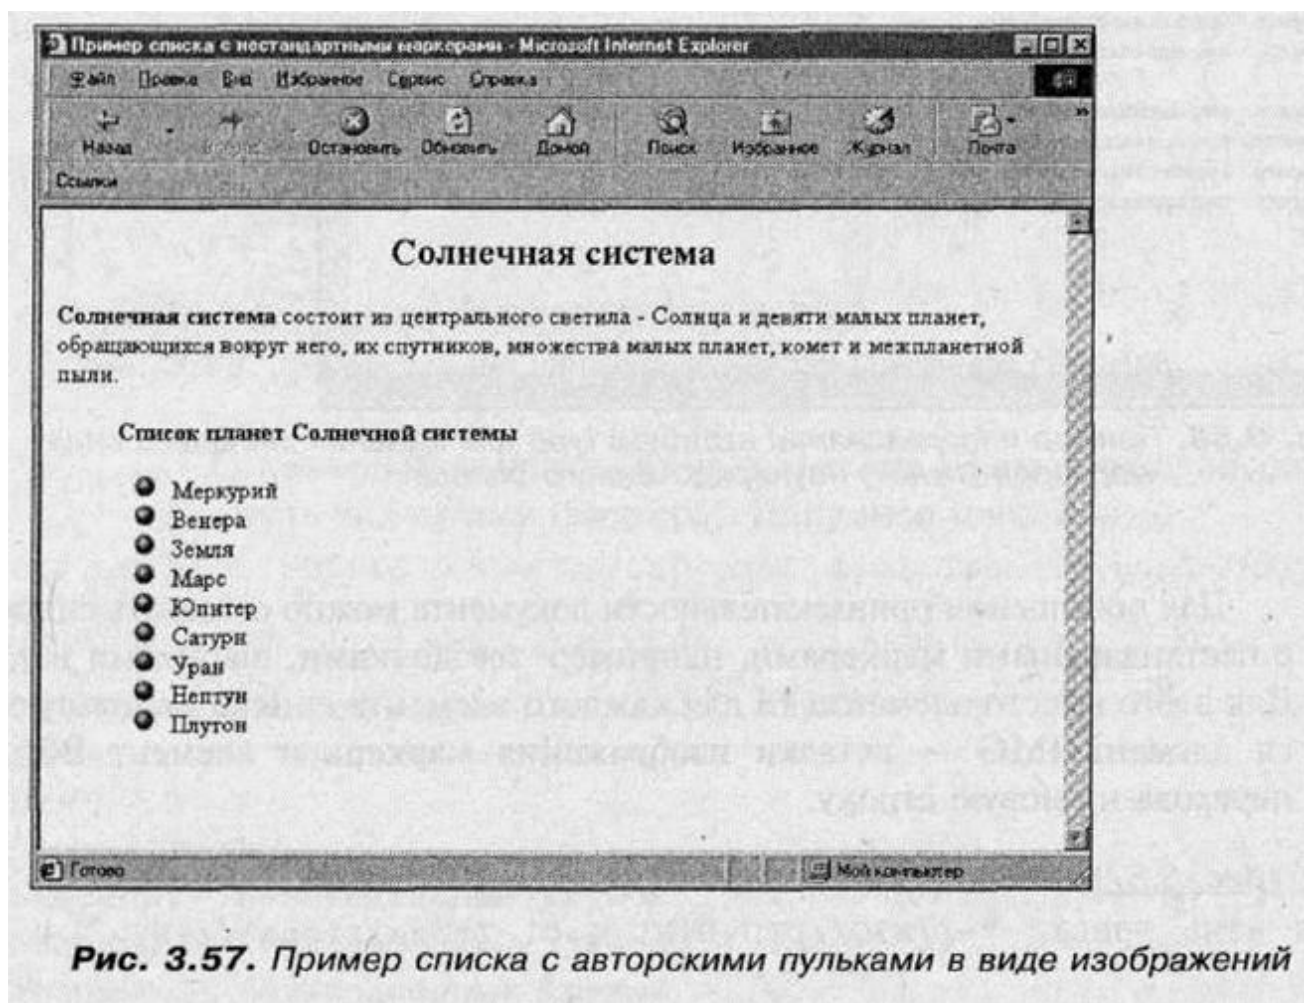 Пример списка с нестандартными маркерами - Microsoft Internet Explorer
Файл Правка Вид Избранное Сервис Справка
Назад Остановить Обновить Домой Поиск Избранное Журнал Почта
Ссылки
Солнечная система
Солнечная система состоит из центрального светила - Солнца и девяти малых планет,
обращающихся вокруг него, их спутников, множества малых планет, комет и межпланетной
пыли.
Список планет Солнечной системы
Меркурий
Венера
Земля
Марс
Юпитер
Сатурн
Уран
Нептун
Плутон
Готово Мой компьютер
Рис. 3.57. Пример списка с авторскими пульками в виде изображений